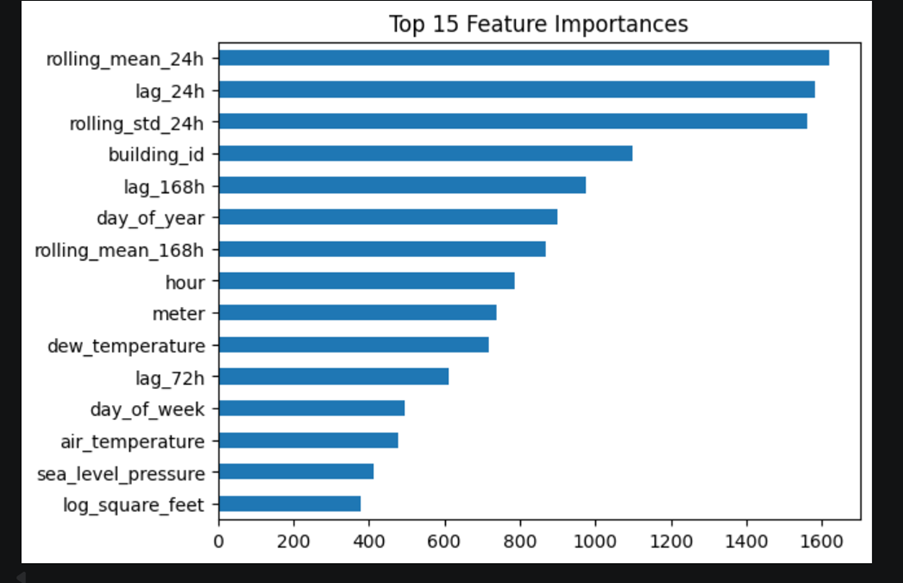 Top 15 Feature Importances
rolling_mean_24h
lag_24h
rolling_std_24h
building_id
lag_168h
day_of_year
rolling_mean_168h
hour
meter
dew_temperature
lag_72h
day_of_week
air_temperature
sea_level_pressure
log_square_feet
0 200 400 600 800 1000 1200 1400 1600